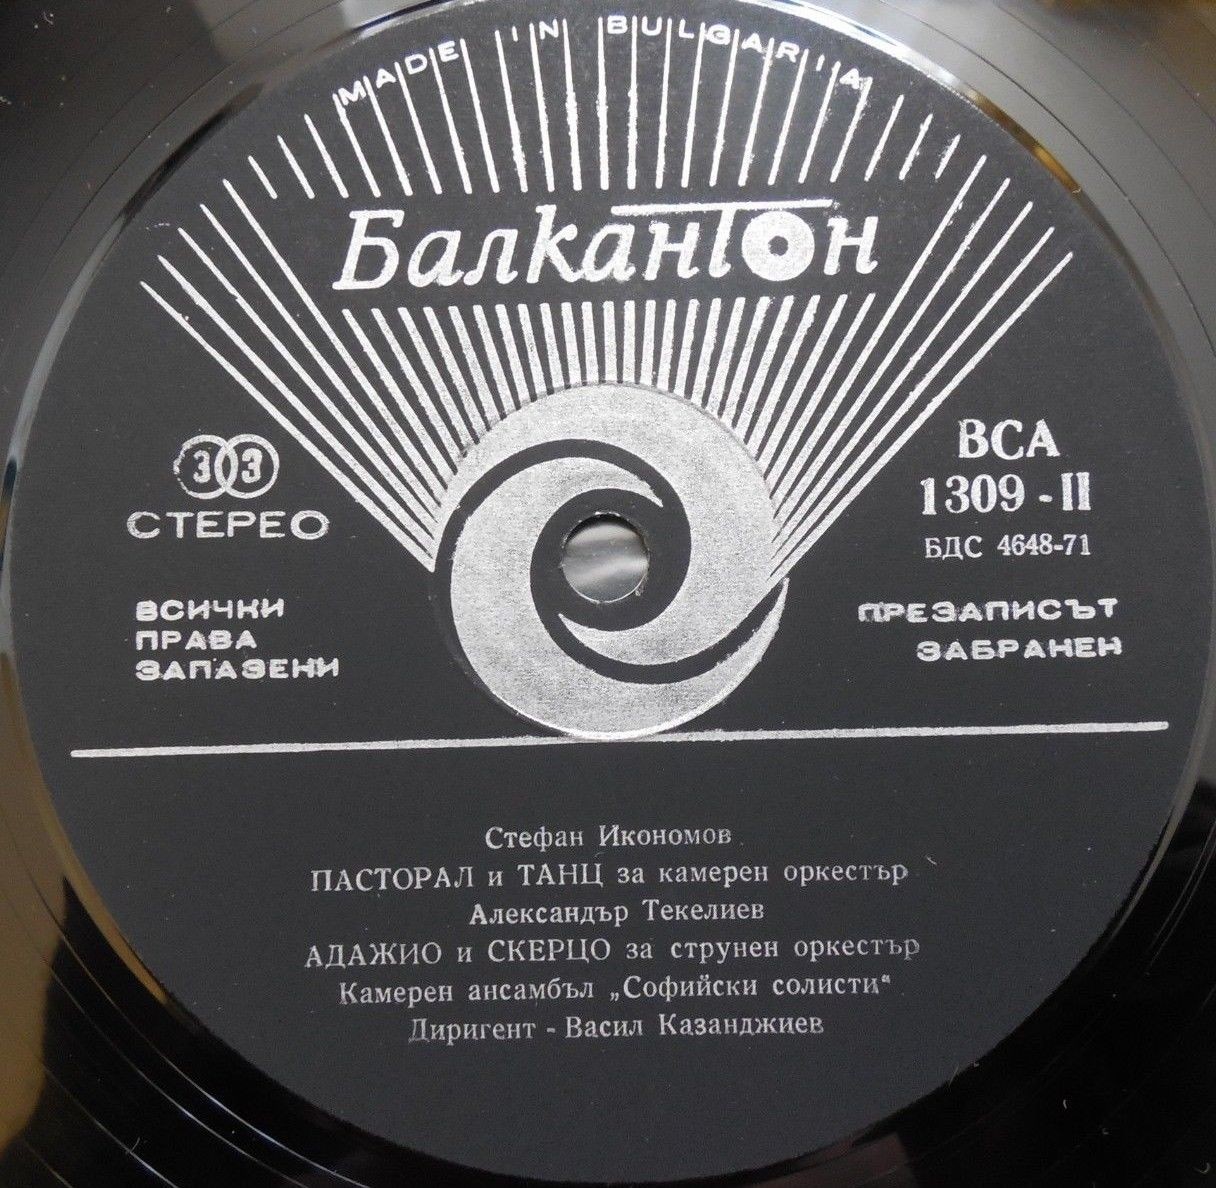 MADE IN BULGARIA
Балкантон
33
СТЕРЕО
ВСА
1309 - II
БДС 4648-71
ВСИЧКИ
ПРАВА
ЗАПАЗЕНИ
ПРЕЗАПИСЪТ
ЗАБРАНЕН
Стефан Икономов
ПАСТОРАЛ и ТАНЦ за камерен оркестър
Александър Текелиев
АДАЖИО и СКЕРЦО за струнен оркестър
Камерен ансамбъл „Софийски солисти“
Диригент - Васил Казанджиев